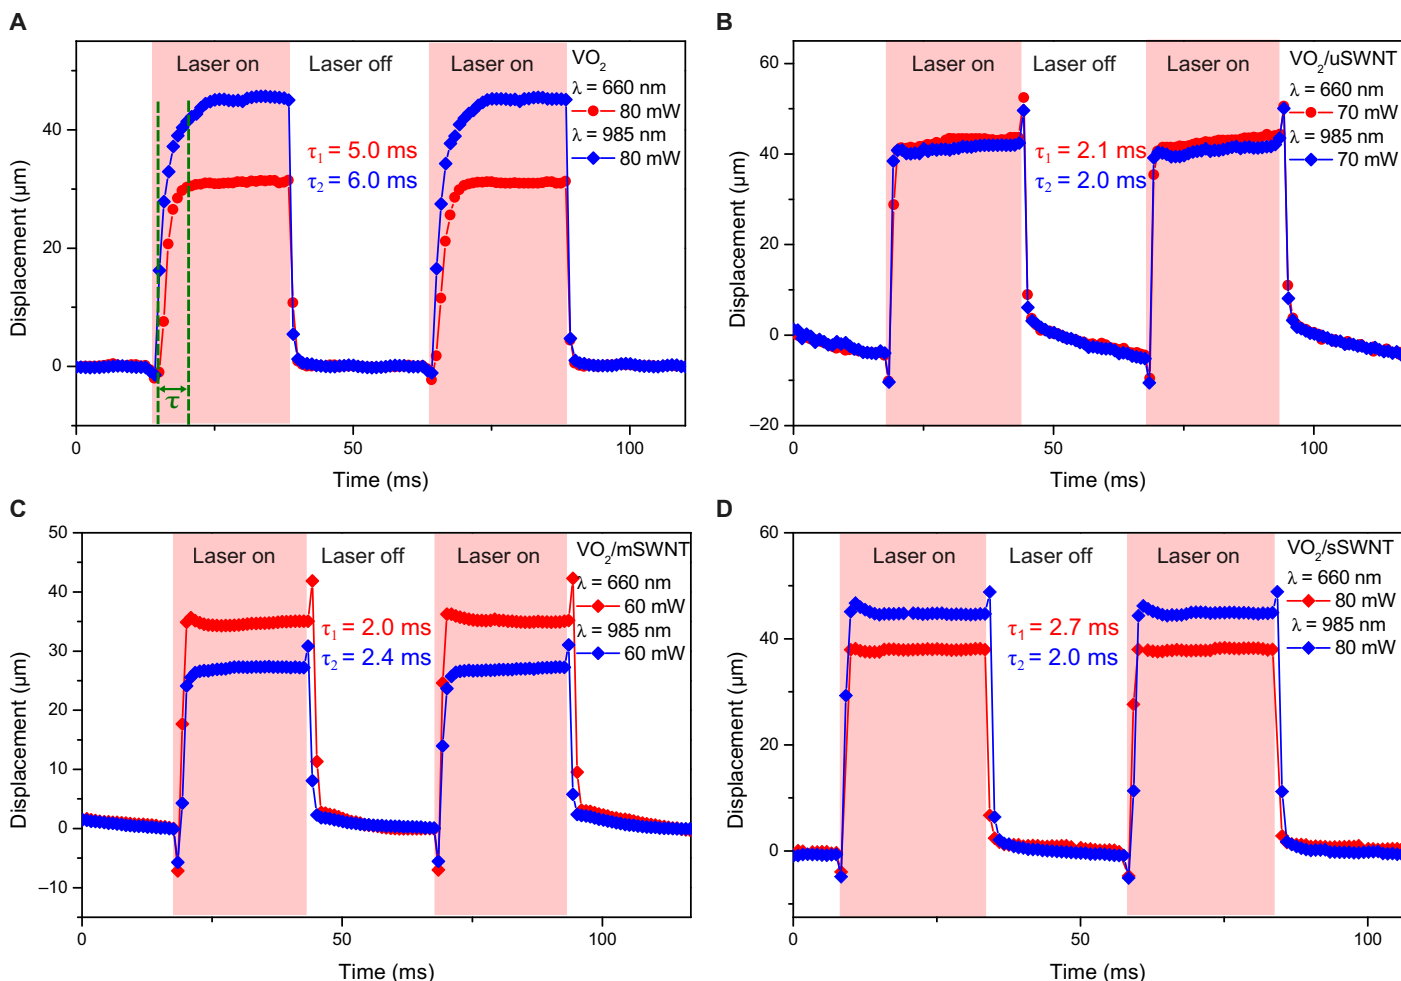 A
Laser on
Laser off
Laser on
VO2
λ = 660 nm
80 mW
λ = 985 nm
80 mW
τ1 = 5.0 ms
τ2 = 6.0 ms
τ
40
20
0
Displacement (μm)
0
50
100
Time (ms)
B
Laser on
Laser off
Laser on
VO2/uSWNT
λ = 660 nm
70 mW
λ = 985 nm
70 mW
τ1 = 2.1 ms
τ2 = 2.0 ms
60
40
20
0
–20
Displacement (μm)
0
50
100
Time (ms)
C
Laser on
Laser off
Laser on
VO2/mSWNT
λ = 660 nm
60 mW
λ = 985 nm
60 mW
τ1 = 2.0 ms
τ2 = 2.4 ms
50
40
30
20
10
0
–10
Displacement (μm)
0
50
100
Time (ms)
D
Laser on
Laser off
Laser on
VO2/sSWNT
λ = 660 nm
80 mW
λ = 985 nm
80 mW
τ1 = 2.7 ms
τ2 = 2.0 ms
60
40
20
0
Displacement (μm)
0
50
100
Time (ms)